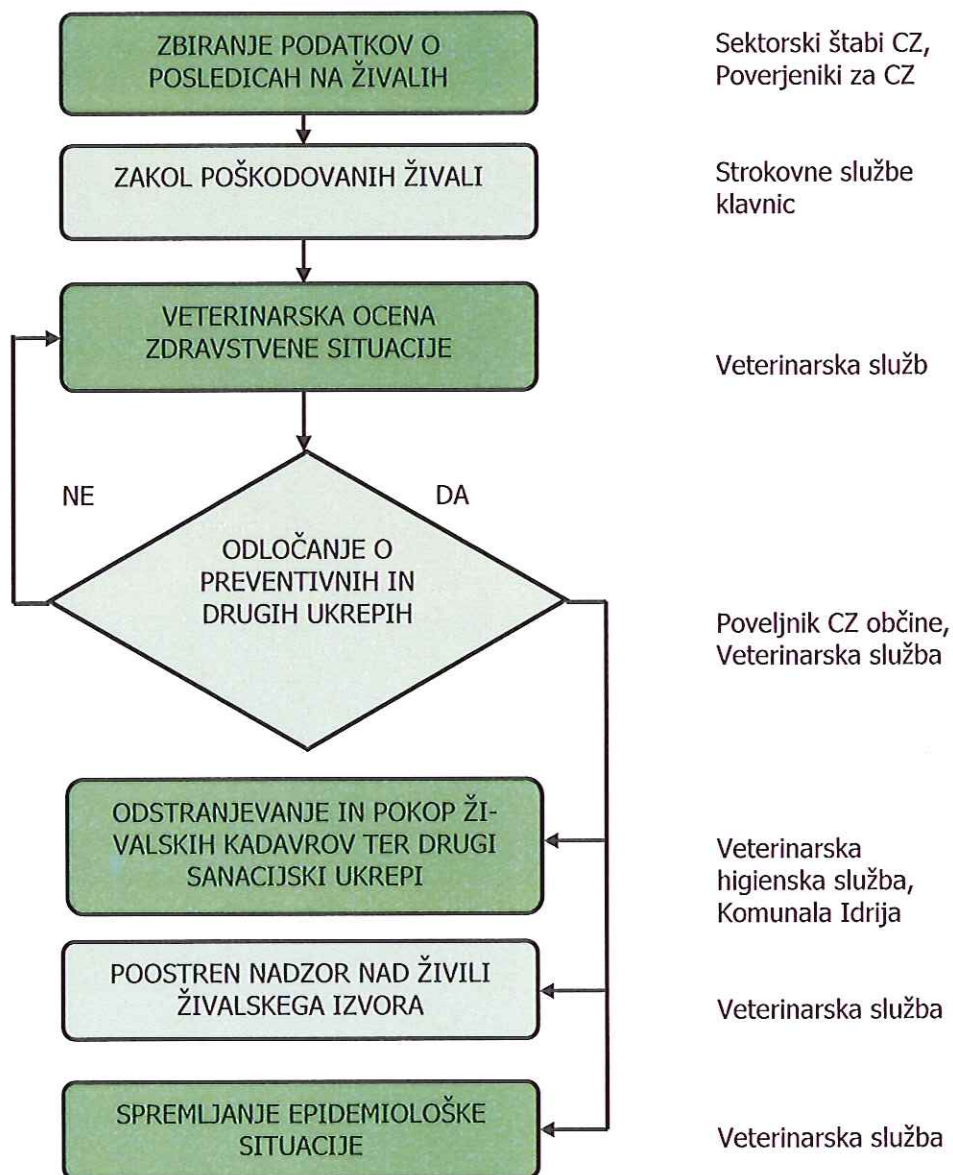 ZBIRANJE PODATKOV O
POSLEDICAH NA ŽIVALIH
Sektorski štabi CZ,
Poverjeniki za CZ
ZAKOL POŠKODOVANIH ŽIVALI
Strokovne službe
klavnic
VETERINARSKA OCENA
ZDRAVSTVENE SITUACIJE
Veterinarska služb
NE
DA
ODLOČANJE O
PREVENTIVNIH IN
DRUGIH UKREPIH
Poveljnik CZ občine,
Veterinarska služba
ODSTRANJEVANJE IN POKOP ŽI-
VALSKIH KADAVROV TER DRUGI
SANACIJSKI UKREPI
Veterinarska
higienska služba,
Komunala Idrija
POOSTREN NADZOR NAD ŽIVILI
ŽIVALSKEGA IZVORA
Veterinarska služba
SPREMLJANJE EPIDEMIOLOŠKE
SITUACIJE
Veterinarska služba